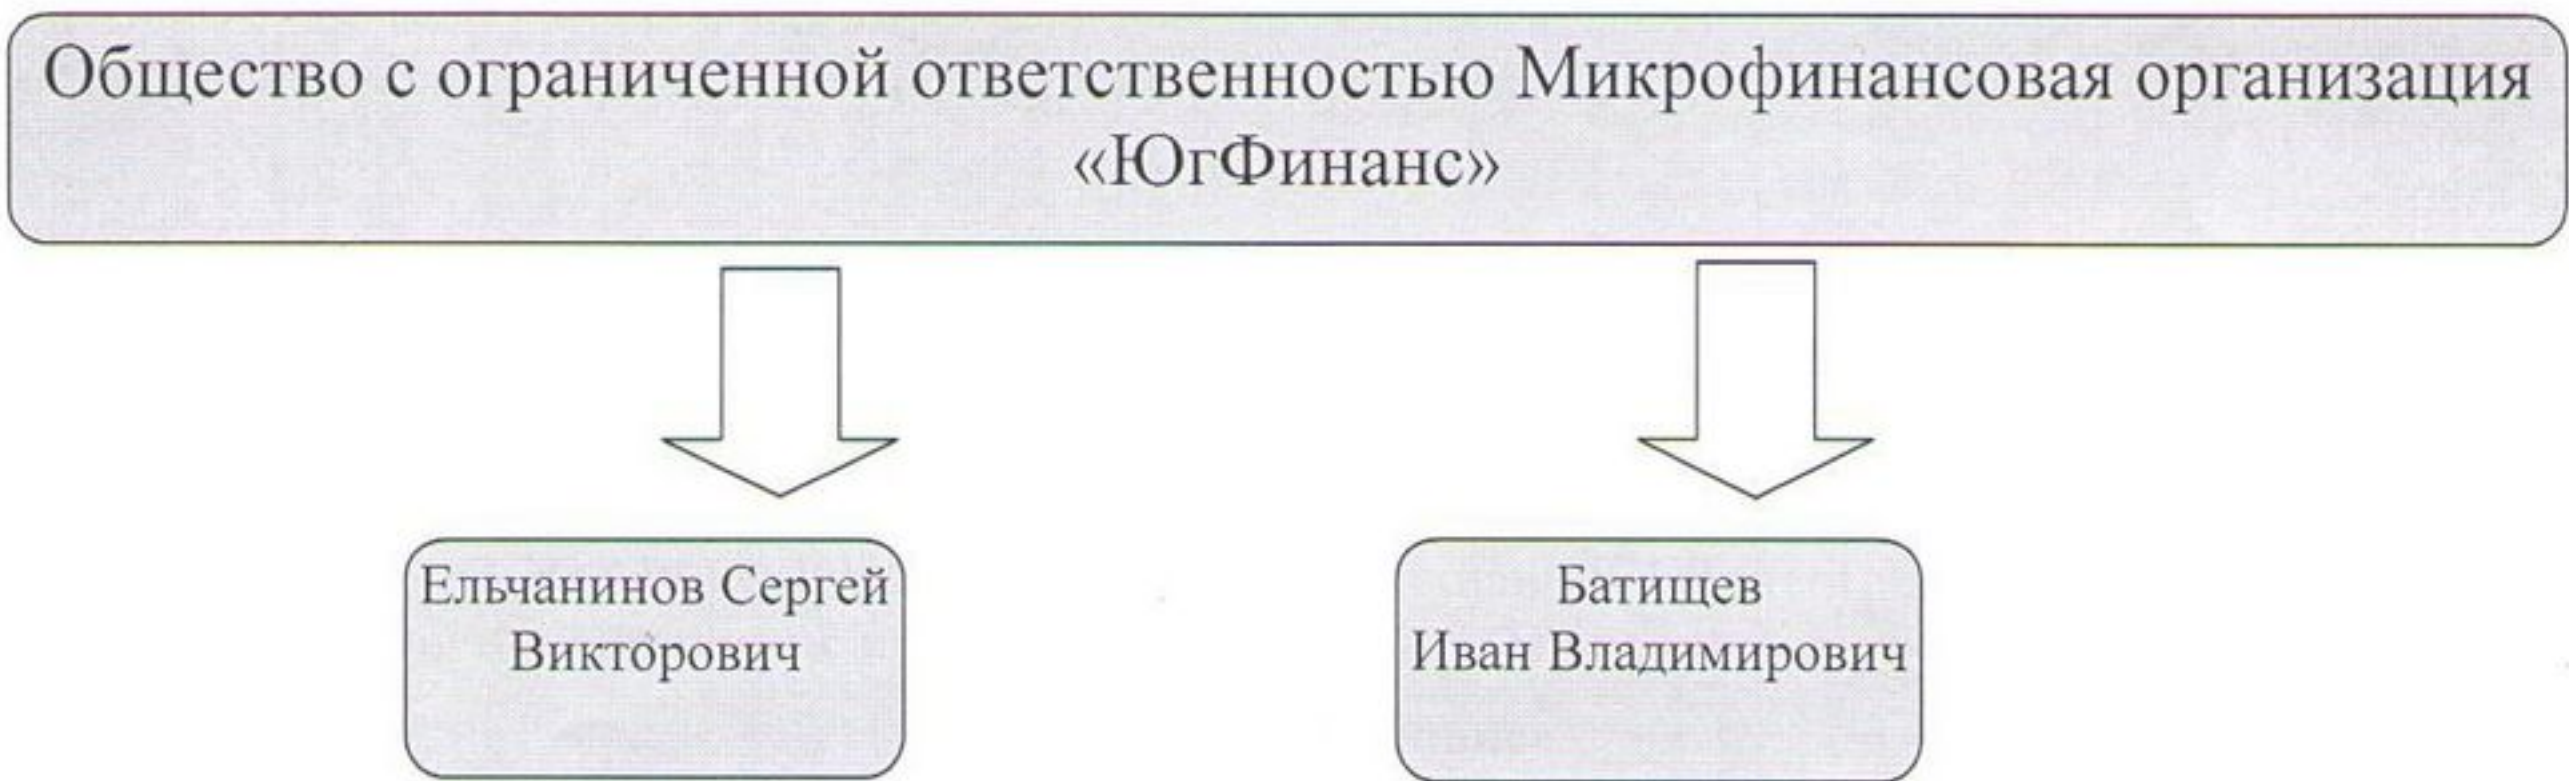 Общество с ограниченной ответственностью Микрофинансовая организация
«ЮгФинанс»
Ельчанинов Сергей
Викторович
Батищев
Иван Владимирович